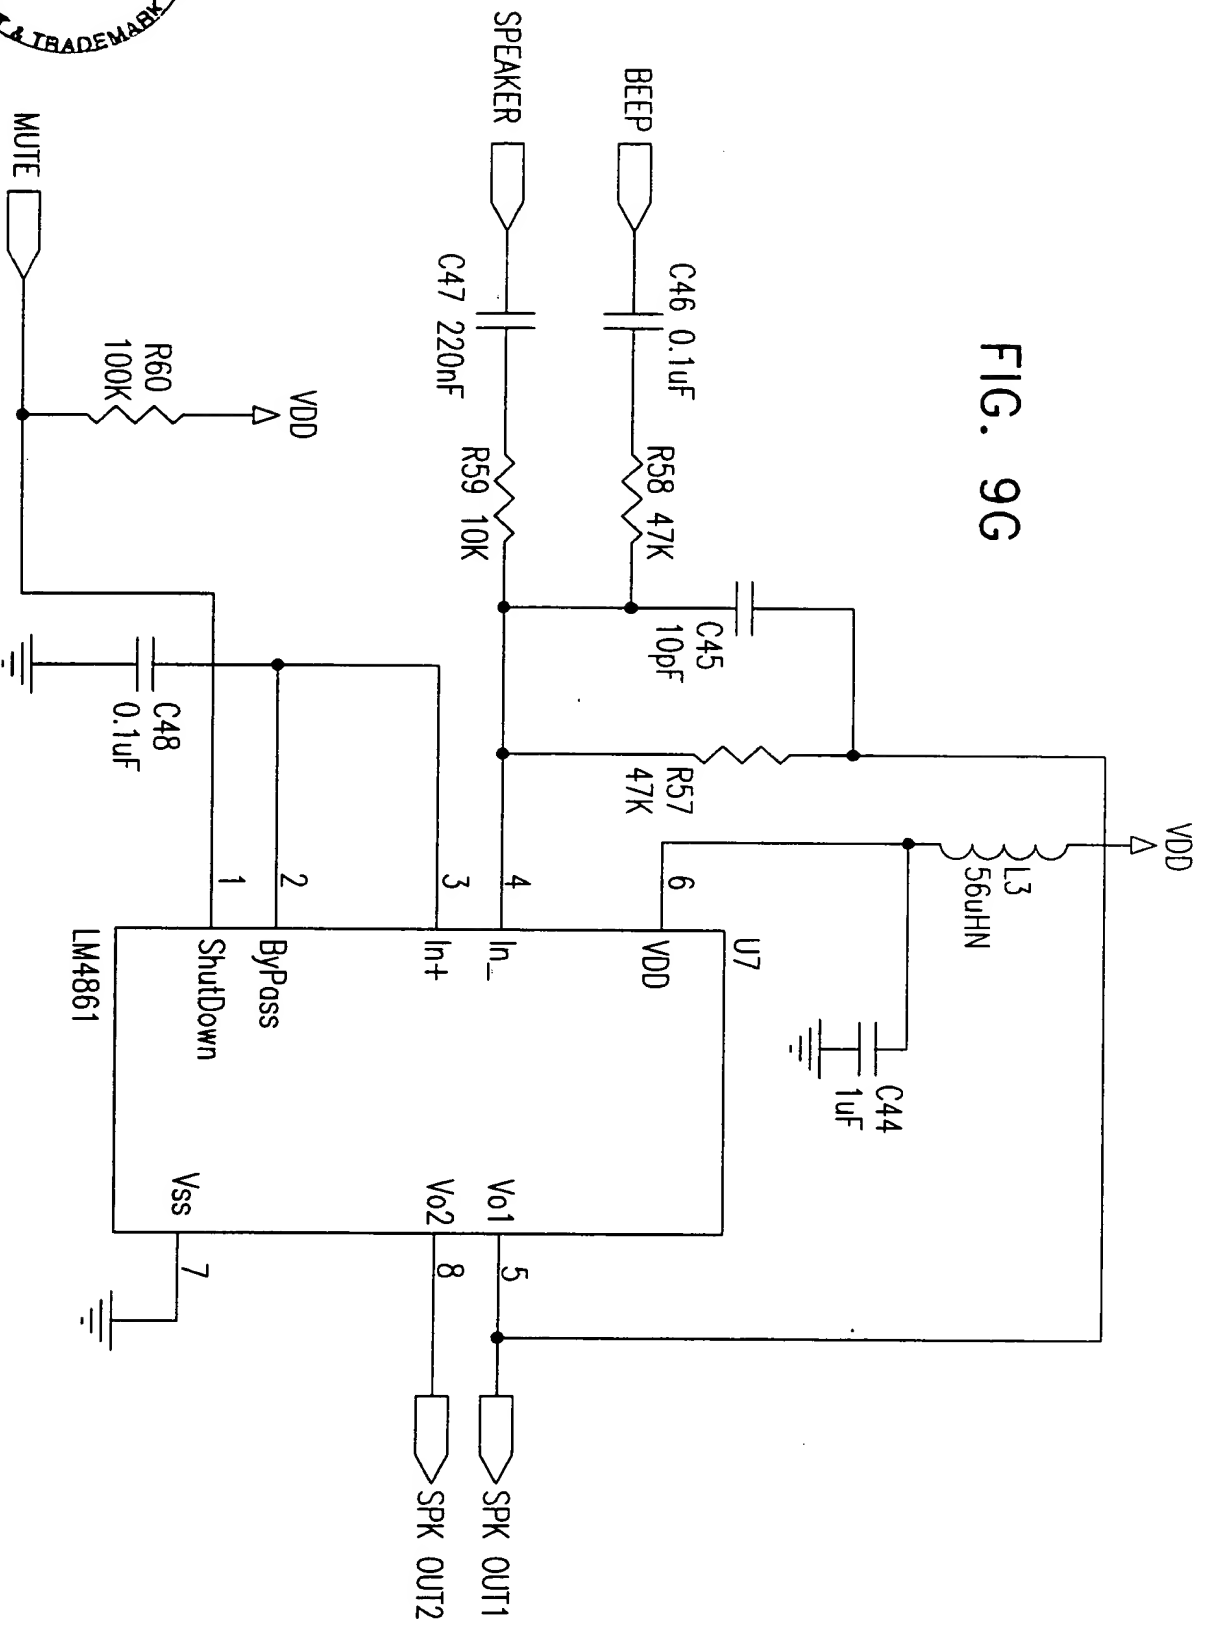 FIG. 9G
VDD
L3
56uHN
C44
1uF
BEEP
C46 0.1uF
R58 47K
C45
10pF
R57
47K
SPEAKER
C47 220nF
R59 10K
6
4
3
2
1
U7
VDD
In_
In+
ByPass
ShutDown
Vo1
Vo2
Vss
LM4861
5
8
7
SPK OUT1
SPK OUT2
VDD
R60
100K
MUTE
C48
0.1uF
& TRADEMARK